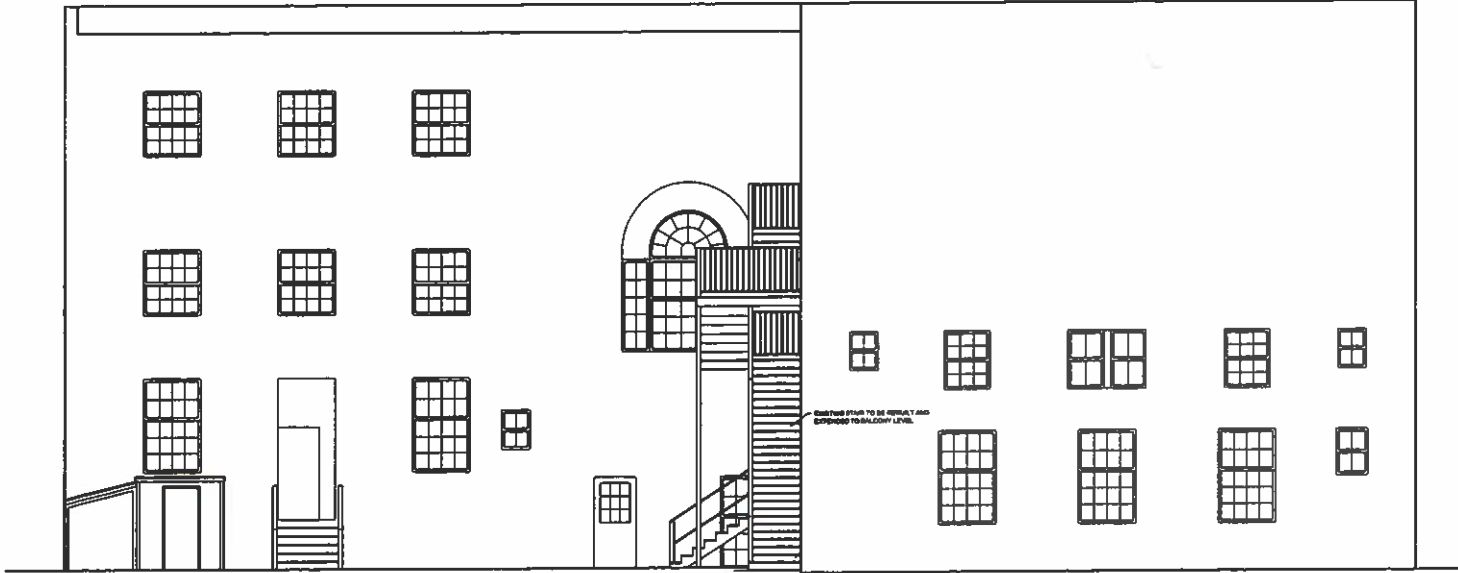 EXISTING STAIR TO BE REBUILT AND
EXTENDED TO BALCONY LEVEL